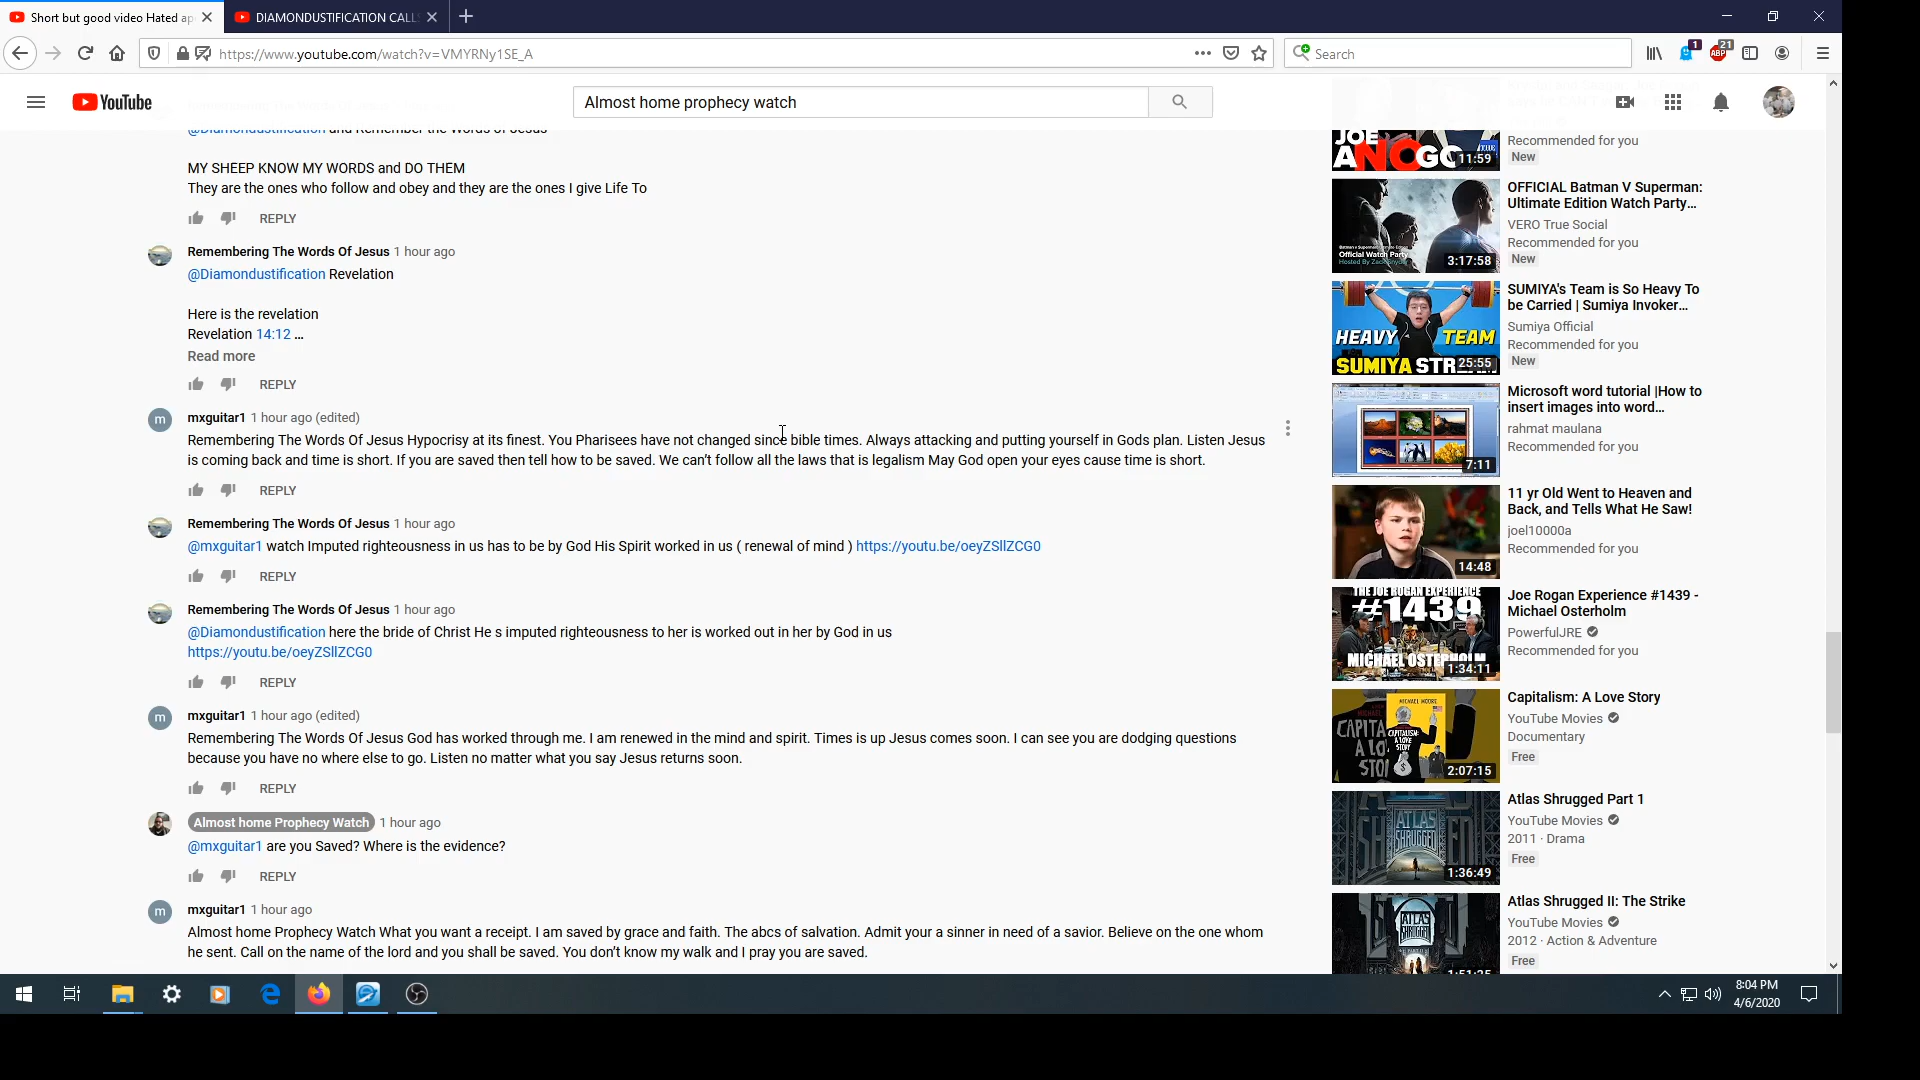 Short but good video Hated ap
DIAMONDUSTIFICATION CALL
https://www.youtube.com/watch?v=VMYRNy1SE_A
Search
1
ABP
21
YouTube
Almost home prophecy watch
@Diamondustification and Remember the Words of Jesus
MY SHEEP KNOW MY WORDS and DO THEM
They are the ones who follow and obey and they are the ones I give Life To
REPLY
Remembering The Words Of Jesus 1 hour ago
@Diamondustification Revelation
Here is the revelation
Revelation 14:12 ...
Read more
REPLY
m
mxguitar1 1 hour ago (edited)
Remembering The Words Of Jesus Hypocrisy at its finest. You Pharisees have not changed since bible times. Always attacking and putting yourself in Gods plan. Listen Jesus
is coming back and time is short. If you are saved then tell how to be saved. We can't follow all the laws that is legalism May God open your eyes cause time is short.
REPLY
Remembering The Words Of Jesus 1 hour ago
@mxguitar1 watch Imputed righteousness in us has to be by God His Spirit worked in us ( renewal of mind ) https://youtu.be/oeyZSllZCG0
REPLY
Remembering The Words Of Jesus 1 hour ago
@Diamondustification here the bride of Christ He s imputed righteousness to her is worked out in her by God in us
https://youtu.be/oeyZSllZCG0
REPLY
m
mxguitar1 1 hour ago (edited)
Remembering The Words Of Jesus God has worked through me. I am renewed in the mind and spirit. Times is up Jesus comes soon. I can see you are dodging questions
because you have no where else to go. Listen no matter what you say Jesus returns soon.
REPLY
Almost home Prophecy Watch 1 hour ago
@mxguitar1 are you Saved? Where is the evidence?
REPLY
m
mxguitar1 1 hour ago
Almost home Prophecy Watch What you want a receipt. I am saved by grace and faith. The abcs of salvation. Admit your a sinner in need of a savior. Believe on the one whom
he sent. Call on the name of the lord and you shall be saved. You don't know my walk and I pray you are saved.
JOE
A NO GO
11:59
Recommended for you
New
Batman v Superman: Ultimate Edition
Official Watch Party
3:17:58
OFFICIAL Batman V Superman:
Ultimate Edition Watch Party...
VERO True Social
Recommended for you
New
HEAVY TEAM
SUMIYA STR
25:55
SUMIYA's Team is So Heavy To
be Carried | Sumiya Invoker...
Sumiya Official
Recommended for you
New
7:11
Microsoft word tutorial |How to
insert images into word...
rahmat maulana
Recommended for you
14:48
11 yr Old Went to Heaven and
Back, and Tells What He Saw!
joel10000a
Recommended for you
THE JOE ROGAN EXPERIENCE
#1439
MICHAEL OSTERHOLM
1:34:11
Joe Rogan Experience #1439 -
Michael Osterholm
PowerfulJRE
Recommended for you
MICHAEL MOORE
CAPITALISM:
A LOVE
STORY
2:07:15
Capitalism: A Love Story
YouTube Movies
Documentary
Free
ATLAS
SHRUGGED
1:36:49
Atlas Shrugged Part 1
YouTube Movies
2011 · Drama
Free
ATLAS
SHRUGGED
1:51:35
Atlas Shrugged II: The Strike
YouTube Movies
2012 · Action & Adventure
Free
8:04 PM
4/6/2020